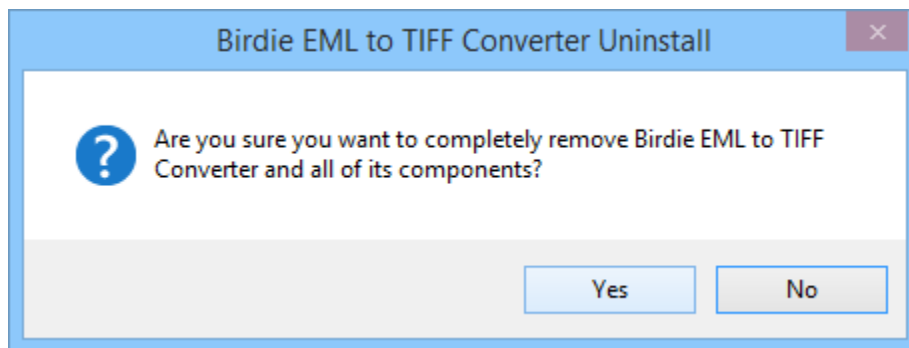 Birdie EML to TIFF Converter Uninstall
Are you sure you want to completely remove Birdie EML to TIFF
Converter and all of its components?
Yes
No